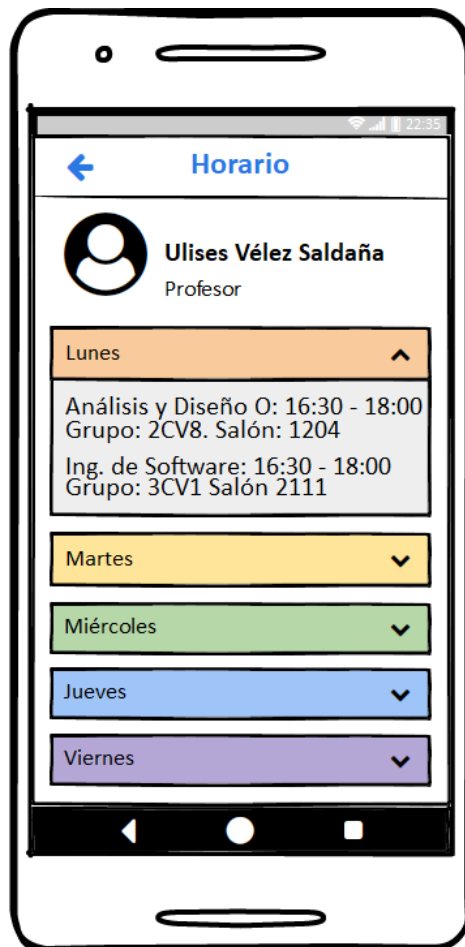 22:35
Horario
Ulises Vélez Saldaña
Profesor
Lunes
Análisis y Diseño O: 16:30 - 18:00
Grupo: 2CV8. Salón: 1204
Ing. de Software: 16:30 - 18:00
Grupo: 3CV1 Salón 2111
Martes
Miércoles
Jueves
Viernes